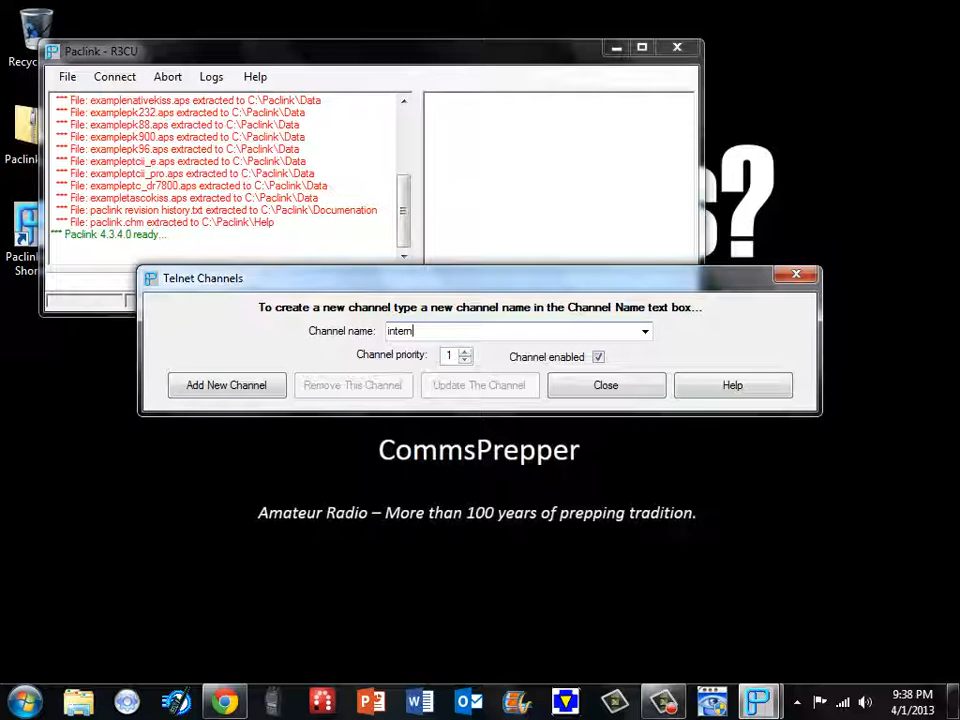 Recyc
Paclink - R3CU
File Connect Abort Logs Help
*** File: examplenativekiss.aps extracted to C:\Paclink\Data
*** File: examplepk232.aps extracted to C:\Paclink\Data
*** File: examplepk88.aps extracted to C:\Paclink\Data
*** File: examplepk900.aps extracted to C:\Paclink\Data
*** File: examplepk96.aps extracted to C:\Paclink\Data
*** File: exampleptcii_e.aps extracted to C:\Paclink\Data
*** File: exampleptcii_pro.aps extracted to C:\Paclink\Data
*** File: exampleptc_dr7800.aps extracted to C:\Paclink\Data
*** File: exampletascokiss.aps extracted to C:\Paclink\Data
*** File: paclink revision history.txt extracted to C:\Paclink\Documenation
*** File: paclink.chm extracted to C:\Paclink\Help
*** Paclink 4.3.4.0 ready...
Paclink
S?
Paclin
Shor
Telnet Channels
To create a new channel type a new channel name in the Channel Name text box...
Channel name: intern
Channel priority: 1 Channel enabled
Add New Channel Remove This Channel Update The Channel Close Help
CommsPrepper
Amateur Radio – More than 100 years of prepping tradition.
9:38 PM
4/1/2013